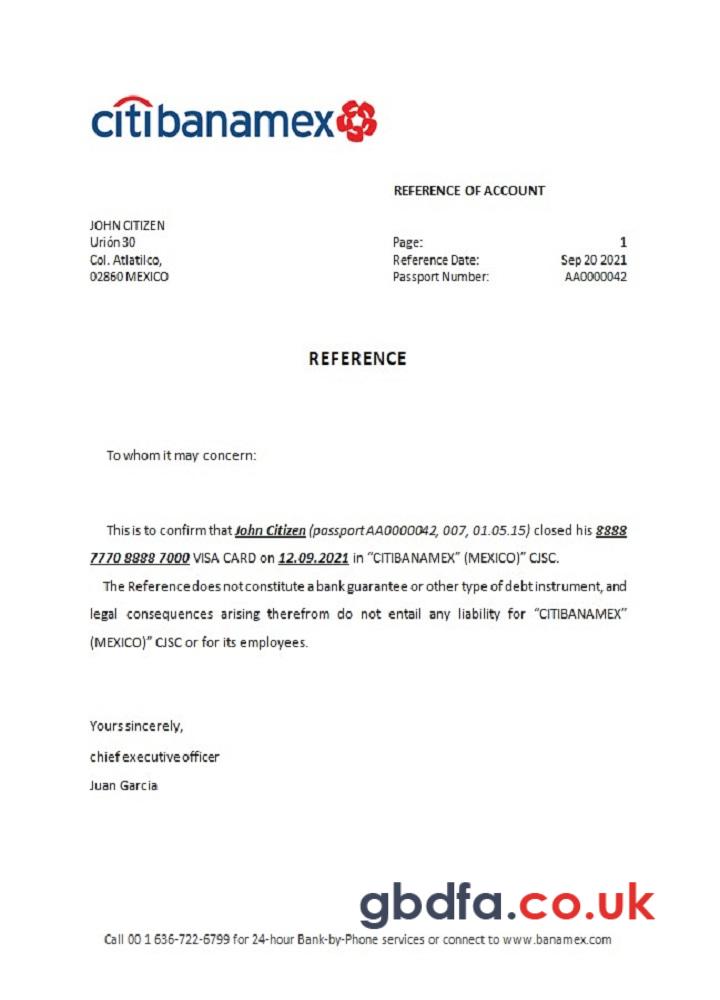 citibanamex
REFERENCE OF ACCOUNT
JOHN CITIZEN
Urión 30
Col. Atlatilco,
02860 MEXICO
Page: 1
Reference Date: Sep 20 2021
Passport Number: AA0000042
REFERENCE
To whom it may concern:
This is to confirm that John Citizen (passport AA0000042, 007, 01.05.15) closed his 8888
7770 8888 7000 VISA CARD on 12.09.2021 in “CITIBANAMEX” (MEXICO)” CJSC.
The Reference does not constitute a bank guarantee or other type of debt instrument, and
legal consequences arising therefrom do not entail any liability for “CITIBANAMEX”
(MEXICO)” CJSC or for its employees.
Yours sincerely,
chief executive officer
Juan Garcia
gbdfa.co.uk
Call 00 1 636-722-6799 for 24-hour Bank-by-Phone services or connect to www.banamex.com